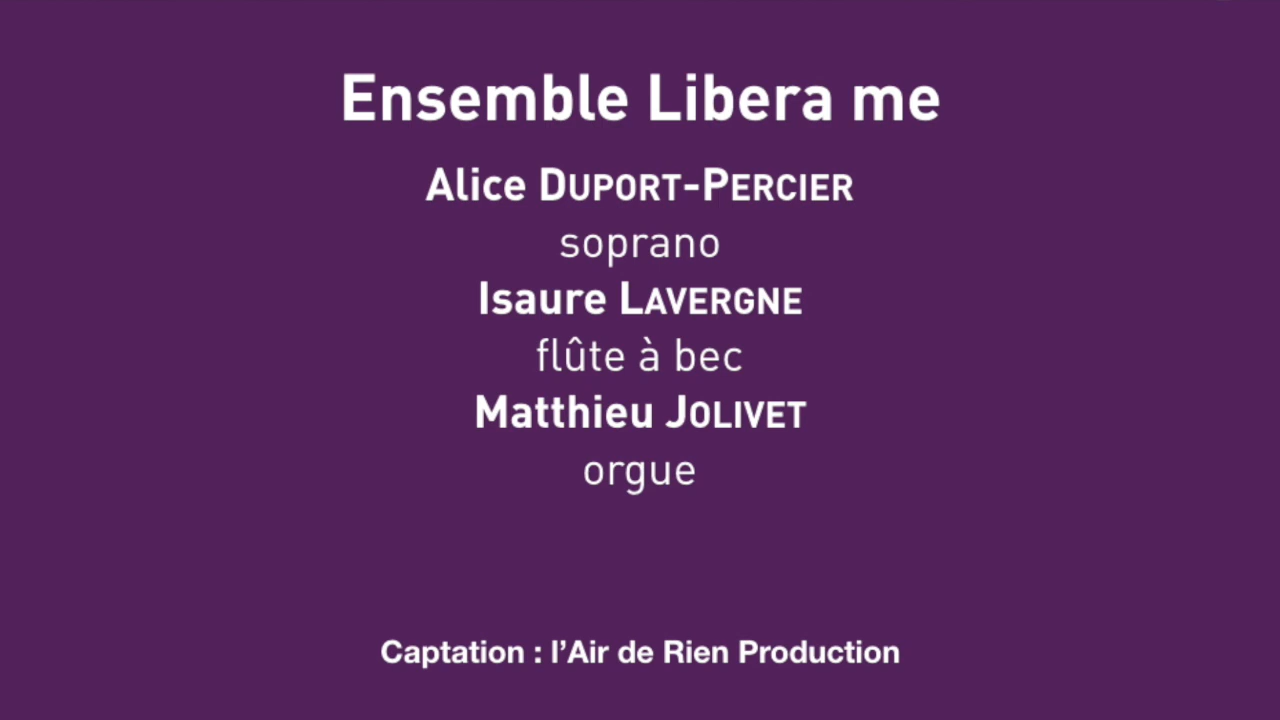 Ensemble Libera me
Alice DUPORT-PERCIER
soprano
Isaure LAVERGNE
flûte à bec
Matthieu JOLIVET
orgue
Captation : l’Air de Rien Production